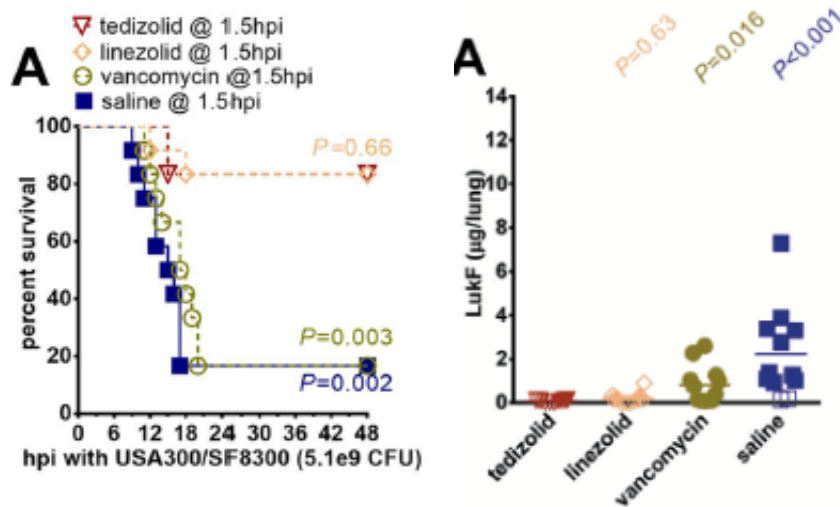 tedizolid @ 1.5hpi
linezolid @ 1.5hpi
vancomycin @1.5hpi
saline @ 1.5hpi
A
100
80
60
40
20
0
percent survival
P=0.66
P=0.003
P=0.002
0 6 12 18 24 30 36 42 48
hpi with USA300/SF8300 (5.1e9 CFU)
A
P=0.63
P=0.016
P<0.001
14
12
10
8
6
4
2
0
LukF (µg/lung)
tedizolid
linezolid
vancomycin
saline